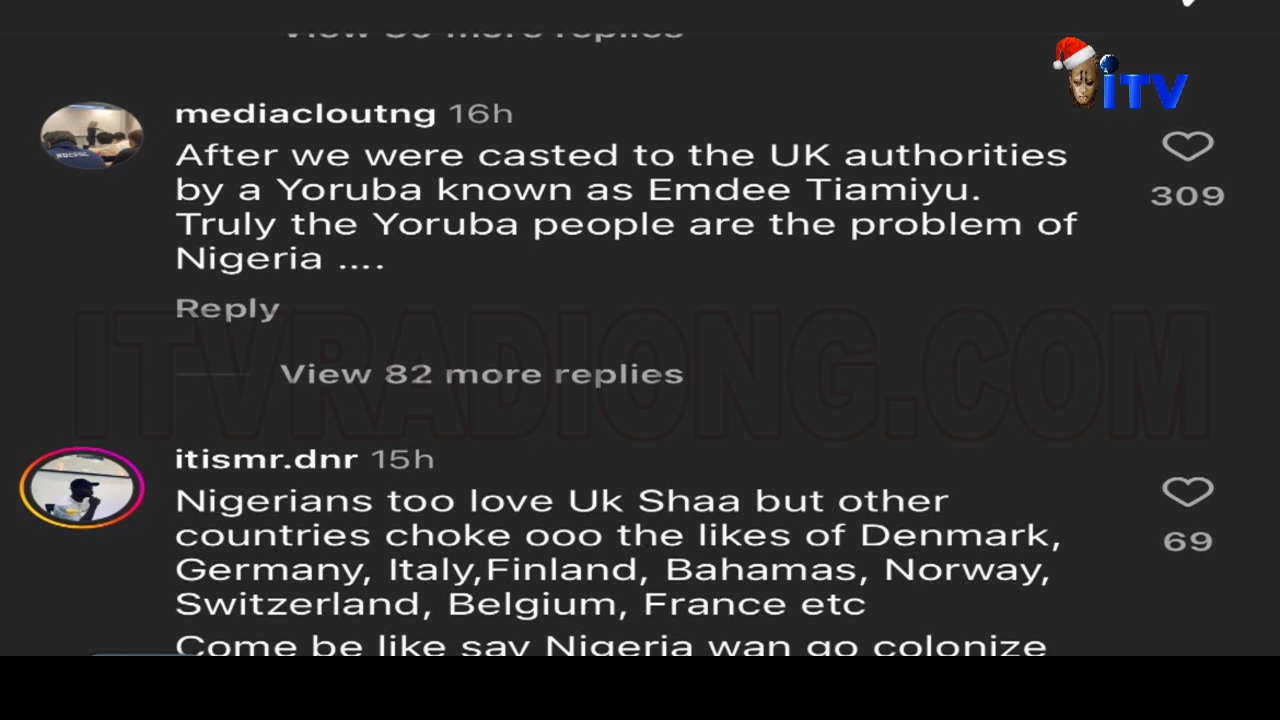 View 80 more replies
iTV
mediacloutng 16h
After we were casted to the UK authorities
by a Yoruba known as Emdee Tiamiyu.
Truly the Yoruba people are the problem of
Nigeria ....
309
Reply
ITVRADIONG.COM
View 82 more replies
itismr.dnr 15h
Nigerians too love Uk Shaa but other
countries choke ooo the likes of Denmark,
Germany, Italy,Finland, Bahamas, Norway,
Switzerland, Belgium, France etc
69
Come be like say Nigeria wan go colonize